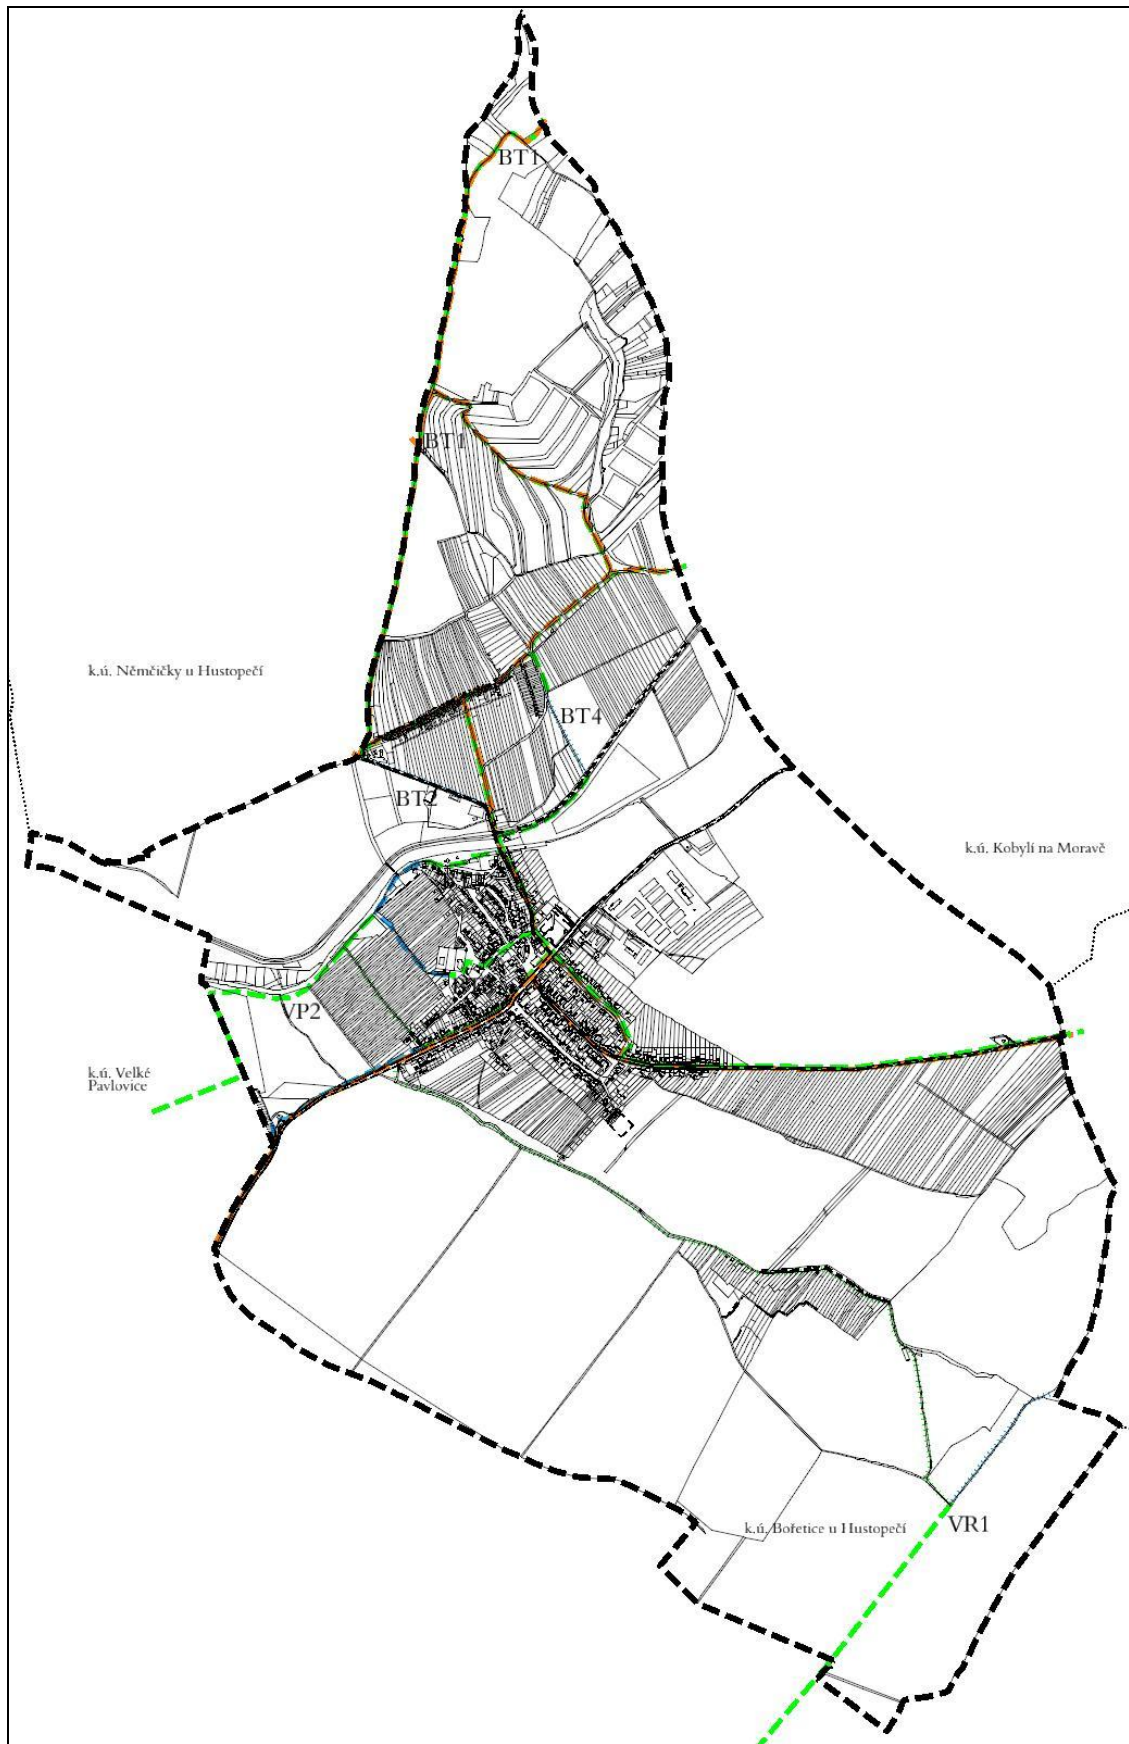 BT1
BT1
k.ú. Němčičky u Hustopečí
BT4
BT2
k.ú. Kobylí na Moravě
VP2
k.ú. Velké
Pavlovice
k.ú. Bořetice u Hustopečí
VR1